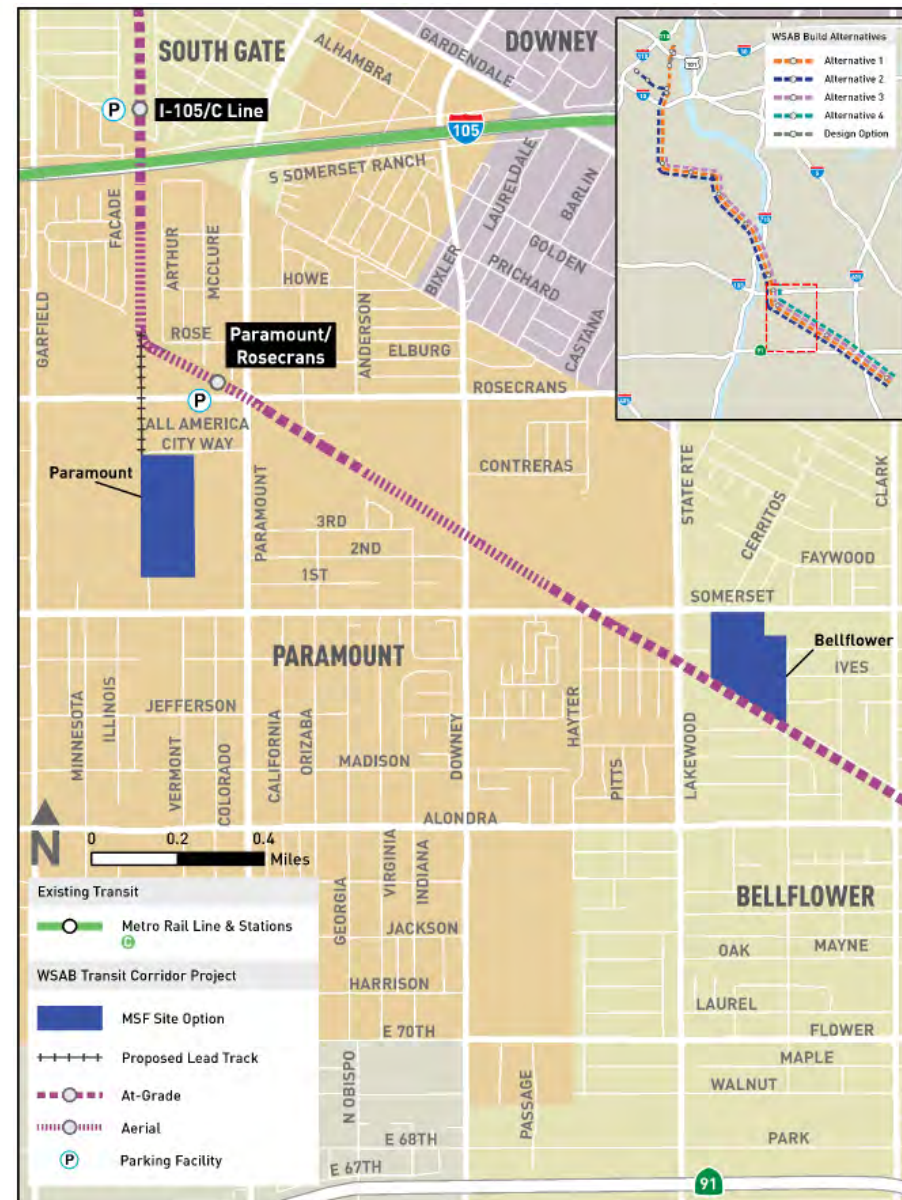 SOUTH GATE
DOWNEY
ALHAMBRA
GARDENDALE
P
I-105/C Line
105
S SOMERSET RANCH
FACADE
ARTHUR
MCCLURE
HOWE
GARFIELD
ROSE
ANDERSON
ELBURG
BIXLER
LAURELDALE
BARLIN
GOLDEN
PRICHARD
CASTANA
Paramount/
Rosecrans
ROSECRANS
P
ALL AMERICA
CITY WAY
Paramount
PARAMOUNT
CONTRERAS
STATE RTE
CERRITOS
CLARK
FAYWOOD
3RD
2ND
1ST
SOMERSET
Bellflower
IVES
PARAMOUNT
MINNESOTA
ILLINOIS
JEFFERSON
VERMONT
COLORADO
CALIFORNIA
ORIZABA
MADISON
DOWNEY
HAYTER
PITTS
LAKEWOOD
ALONDRA
BELLFLOWER
GEORGIA
VIRGINIA
INDIANA
JACKSON
HARRISON
E 70TH
OAK
MAYNE
LAUREL
FLOWER
MAPLE
WALNUT
N OBISPO
PASSAGE
E 68TH
E 67TH
PARK
91
WSAB Build Alternatives
Alternative 1
Alternative 2
Alternative 3
Alternative 4
Design Option
N
0 0.2 0.4
Miles
Existing Transit
Metro Rail Line & Stations
C
WSAB Transit Corridor Project
MSF Site Option
Proposed Lead Track
At-Grade
Aerial
P Parking Facility